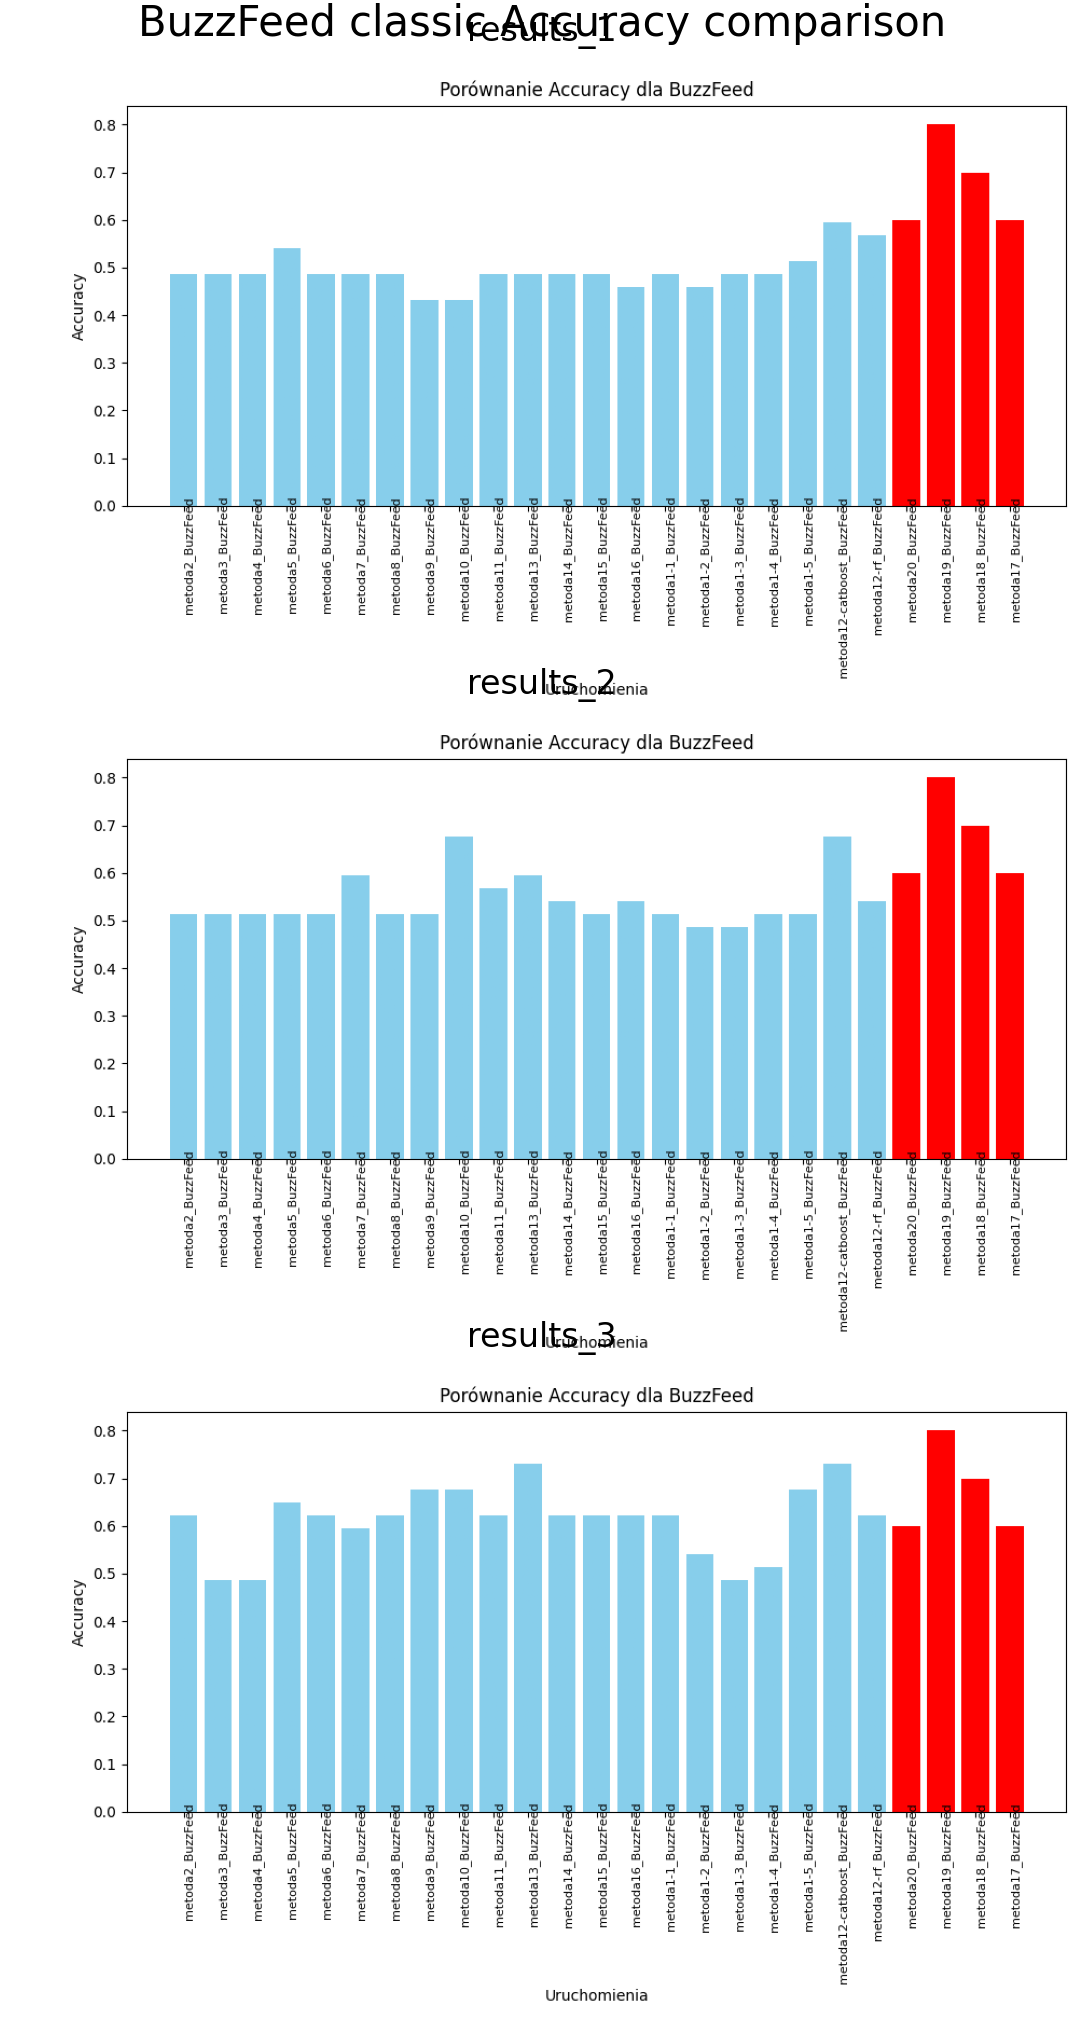 BuzzFeed classic Accuracy comparison
results_1
Porównanie Accuracy dla BuzzFeed
Accuracy
0.8
0.7
0.6
0.5
0.4
0.3
0.2
0.1
0.0
metoda2_BuzzFeed
metoda3_BuzzFeed
metoda4_BuzzFeed
metoda5_BuzzFeed
metoda6_BuzzFeed
metoda7_BuzzFeed
metoda8_BuzzFeed
metoda9_BuzzFeed
metoda10_BuzzFeed
metoda11_BuzzFeed
metoda13_BuzzFeed
metoda14_BuzzFeed
metoda15_BuzzFeed
metoda16_BuzzFeed
metoda1-1_BuzzFeed
metoda1-2_BuzzFeed
metoda1-3_BuzzFeed
metoda1-4_BuzzFeed
metoda1-5_BuzzFeed
metoda12-catboost_BuzzFeed
metoda12-rf_BuzzFeed
metoda20_BuzzFeed
metoda19_BuzzFeed
metoda18_BuzzFeed
metoda17_BuzzFeed
Uruchomienia
results_2
Porównanie Accuracy dla BuzzFeed
Accuracy
0.8
0.7
0.6
0.5
0.4
0.3
0.2
0.1
0.0
metoda2_BuzzFeed
metoda3_BuzzFeed
metoda4_BuzzFeed
metoda5_BuzzFeed
metoda6_BuzzFeed
metoda7_BuzzFeed
metoda8_BuzzFeed
metoda9_BuzzFeed
metoda10_BuzzFeed
metoda11_BuzzFeed
metoda13_BuzzFeed
metoda14_BuzzFeed
metoda15_BuzzFeed
metoda16_BuzzFeed
metoda1-1_BuzzFeed
metoda1-2_BuzzFeed
metoda1-3_BuzzFeed
metoda1-4_BuzzFeed
metoda1-5_BuzzFeed
metoda12-catboost_BuzzFeed
metoda12-rf_BuzzFeed
metoda20_BuzzFeed
metoda19_BuzzFeed
metoda18_BuzzFeed
metoda17_BuzzFeed
Uruchomienia
results_3
Porównanie Accuracy dla BuzzFeed
Accuracy
0.8
0.7
0.6
0.5
0.4
0.3
0.2
0.1
0.0
metoda2_BuzzFeed
metoda3_BuzzFeed
metoda4_BuzzFeed
metoda5_BuzzFeed
metoda6_BuzzFeed
metoda7_BuzzFeed
metoda8_BuzzFeed
metoda9_BuzzFeed
metoda10_BuzzFeed
metoda11_BuzzFeed
metoda13_BuzzFeed
metoda14_BuzzFeed
metoda15_BuzzFeed
metoda16_BuzzFeed
metoda1-1_BuzzFeed
metoda1-2_BuzzFeed
metoda1-3_BuzzFeed
metoda1-4_BuzzFeed
metoda1-5_BuzzFeed
metoda12-catboost_BuzzFeed
metoda12-rf_BuzzFeed
metoda20_BuzzFeed
metoda19_BuzzFeed
metoda18_BuzzFeed
metoda17_BuzzFeed
Uruchomienia